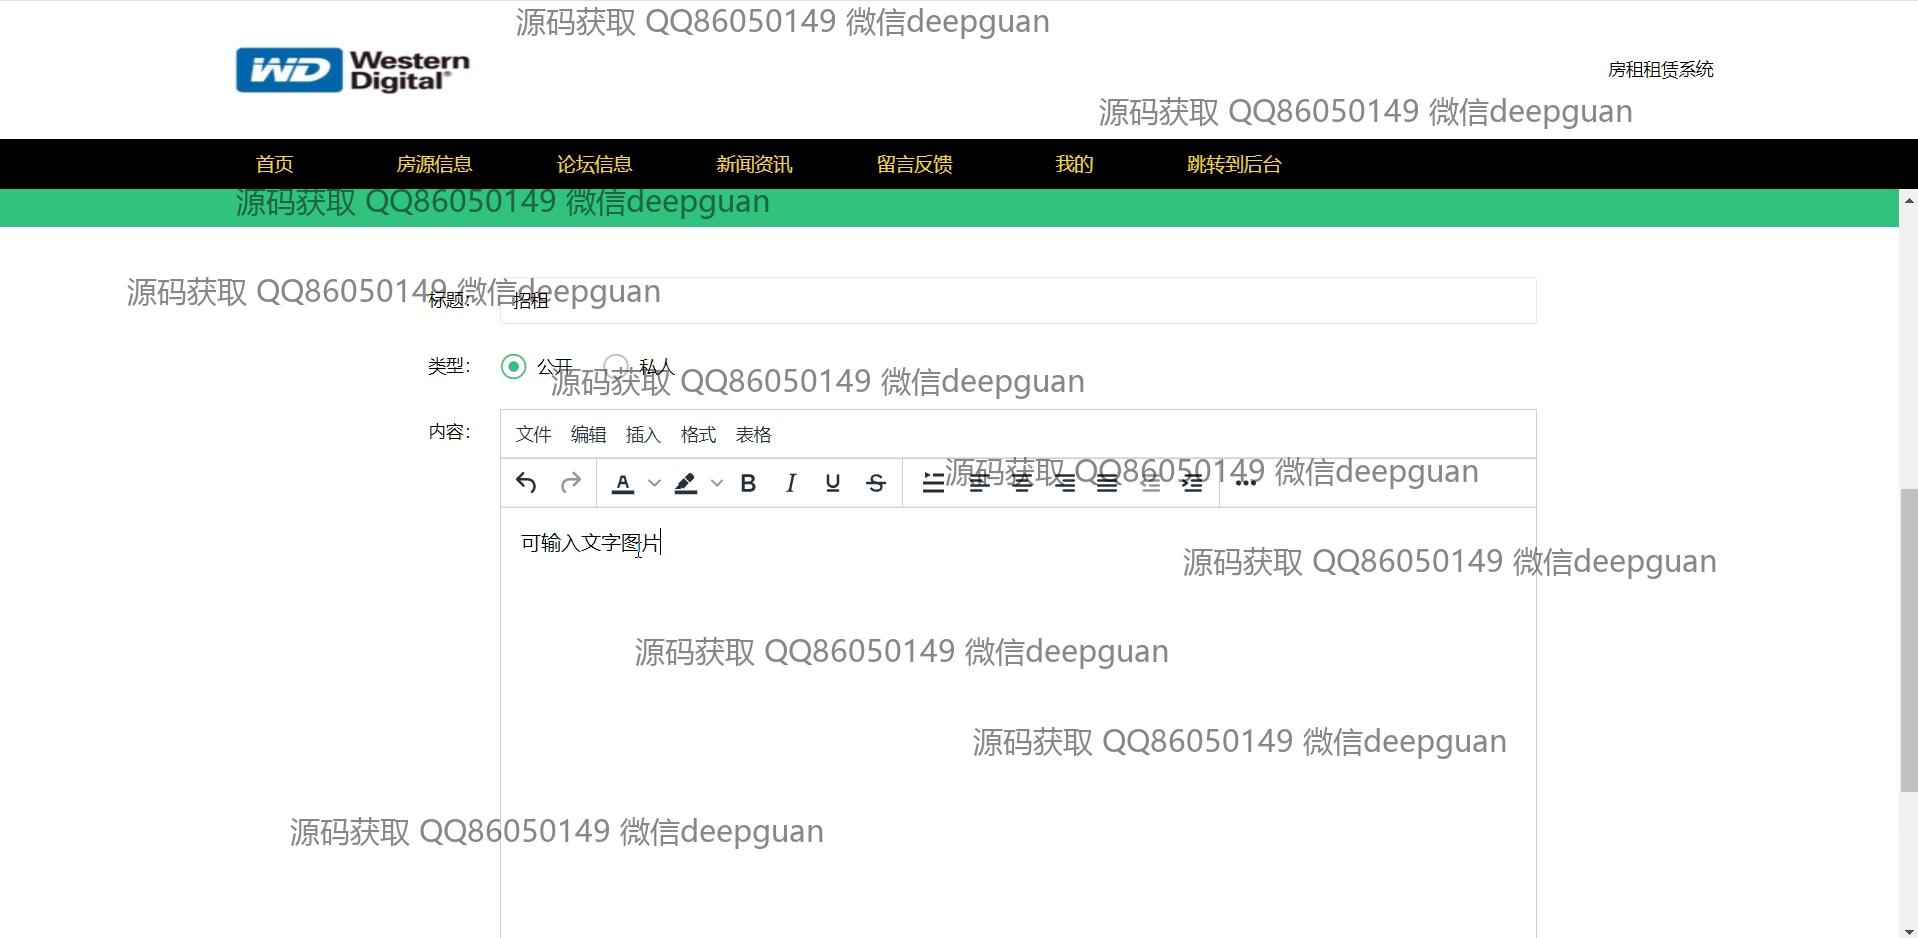 源码获取 QQ86050149 微信deepguan
WD Western Digital®
房租租赁系统
源码获取 QQ86050149 微信deepguan
首页 房源信息 论坛信息 新闻资讯 留言反馈 我的 跳转到后台
源码获取 QQ86050149 微信deepguan
源码获取 QQ86050149 微信deepguan
标题： 招租
类型： 公开 私人
源码获取 QQ86050149 微信deepguan
内容： 文件 编辑 插入 格式 表格
源码获取 QQ86050149 微信deepguan
A B I U S
可输入文字图片
源码获取 QQ86050149 微信deepguan
源码获取 QQ86050149 微信deepguan
源码获取 QQ86050149 微信deepguan
源码获取 QQ86050149 微信deepguan